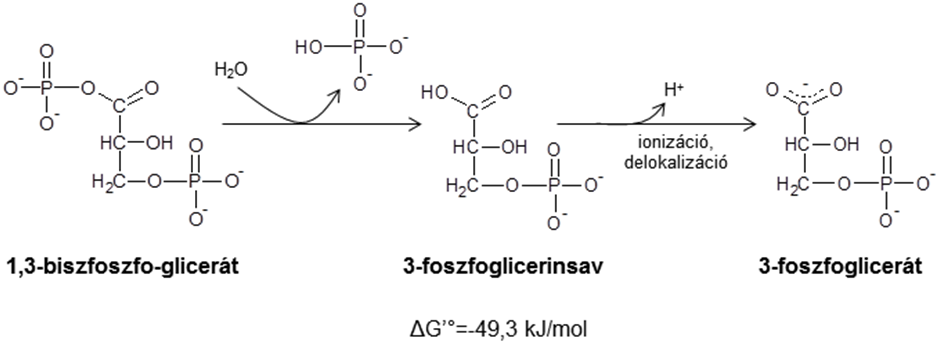 O
HO—P—O⁻
O⁻
O
O⁻—P—O
O⁻
C
O
HC—OH
H₂C—O—P—O⁻
O
O⁻
H₂O
HO
C
O
HC—OH
H₂C—O—P—O⁻
O
O⁻
H⁺
ionizáció,
delokalizáció
O
C
-
O
HC—OH
H₂C—O—P—O⁻
O
O⁻
1,3-biszfoszfo-glicerát
3-foszfoglicerinsav
3-foszfoglicerát
ΔG’°=-49,3 kJ/mol